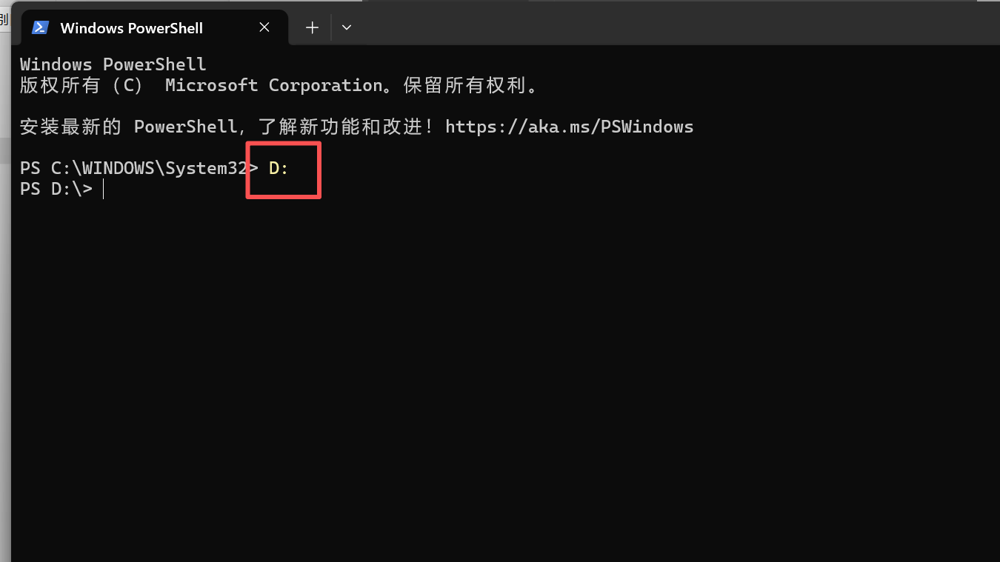 别
Windows PowerShell
Windows PowerShell
版权所有 (C) Microsoft Corporation。保留所有权利。
安装最新的 PowerShell，了解新功能和改进！https://aka.ms/PSWindows
PS C:\WINDOWS\System32> D:
PS D:\>